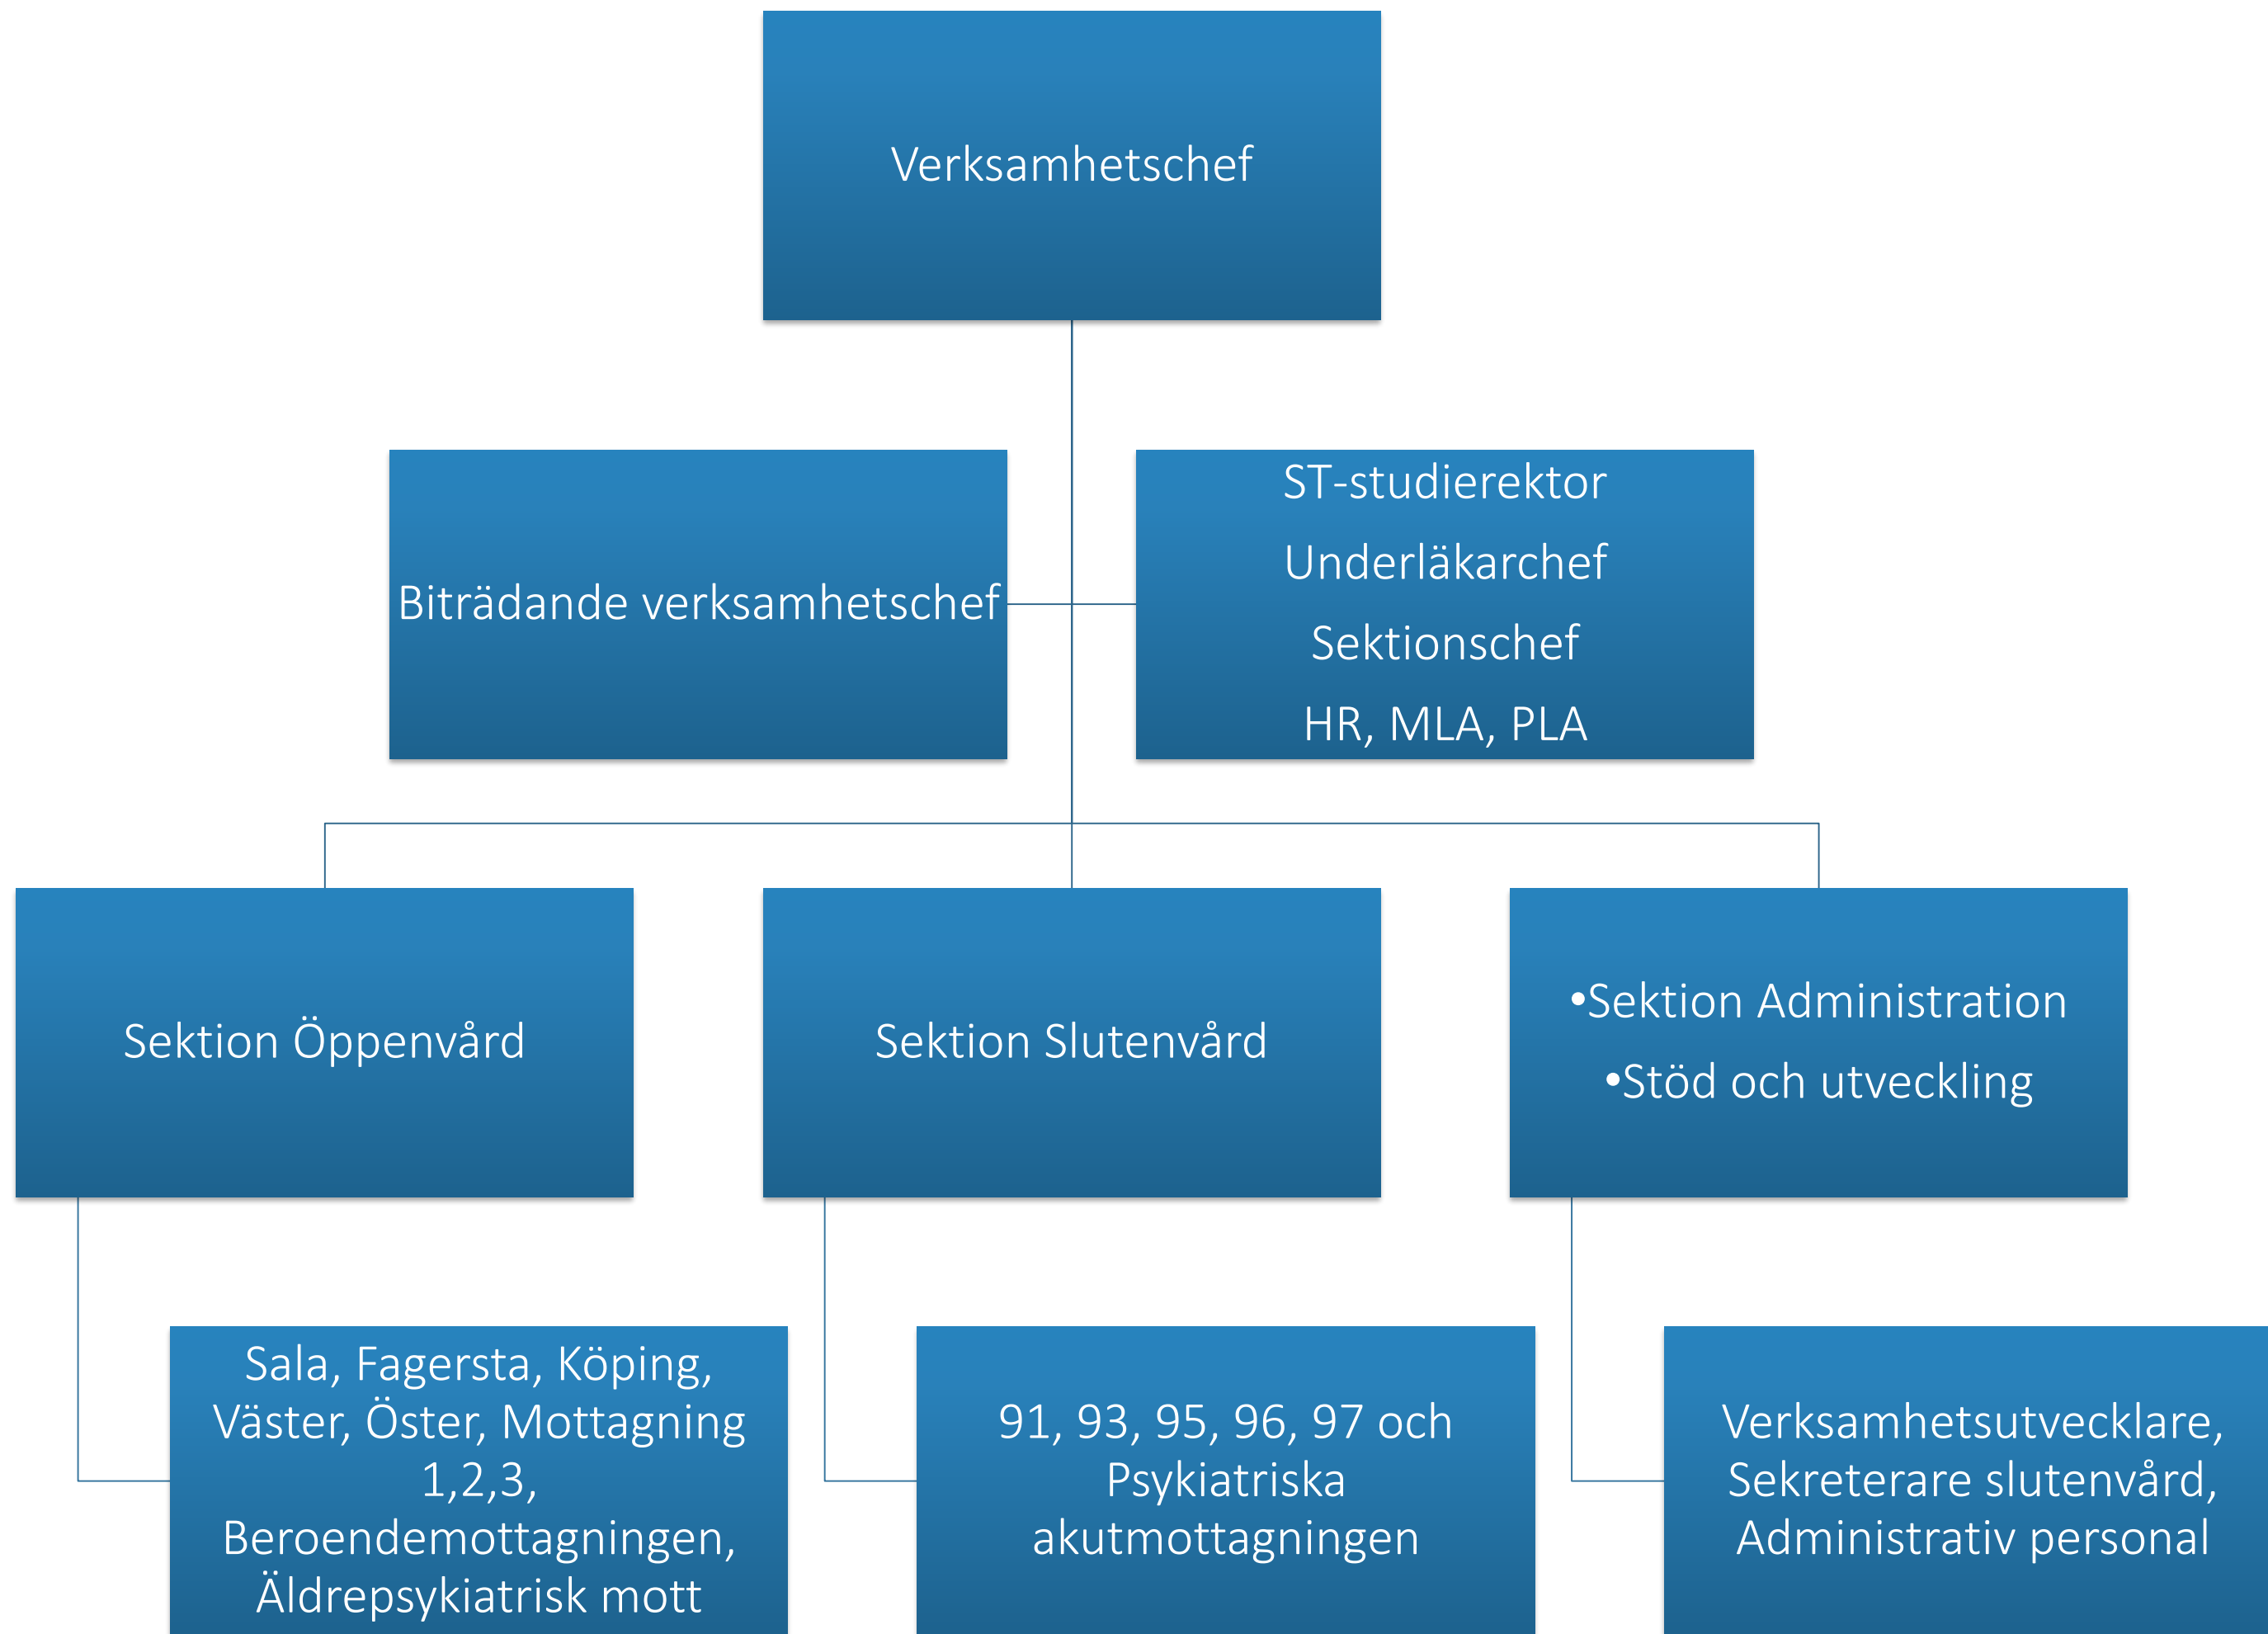 Verksamhetschef
Biträdande verksamhetschef
ST-studierektor
Underläkarchef
Sektionschef
HR, MLA, PLA
Sektion Öppenvård
Sektion Slutenvård
•Sektion Administration
•Stöd och utveckling
Sala, Fagersta, Köping,
Väster, Öster, Mottagning
1,2,3,
Beroendemottagningen,
Äldrepsykiatrisk mott
91, 93, 95, 96, 97 och
Psykiatriska
akutmottagningen
Verksamhetsutvecklare,
Sekreterare slutenvård,
Administrativ personal